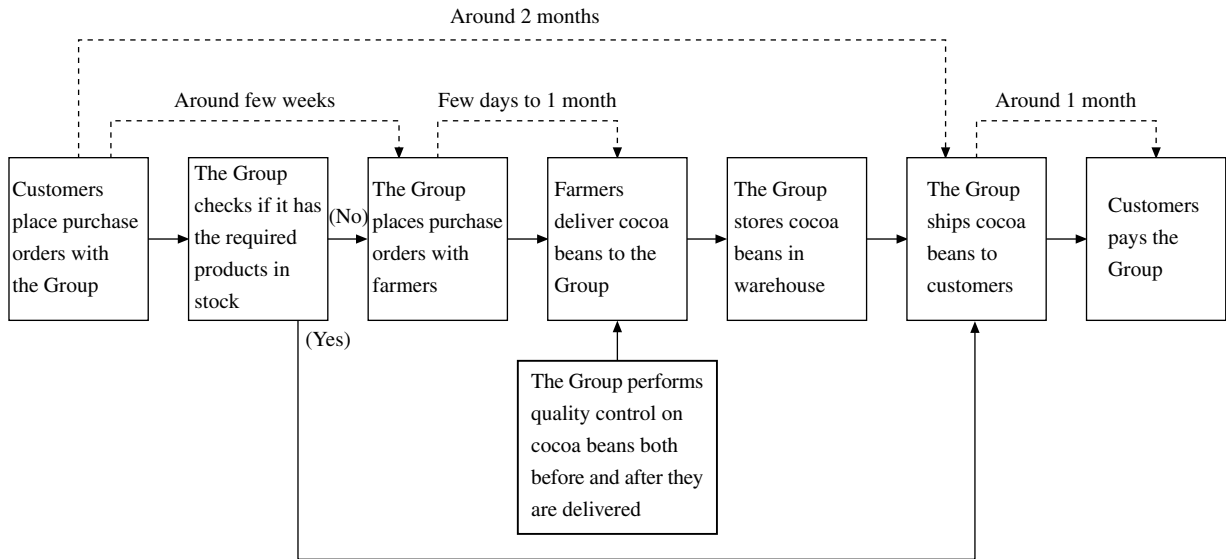 Around 2 months
Around few weeks
Few days to 1 month
Around 1 month
Customers
place purchase
orders with
the Group
The Group
checks if it has
the required
products in
stock
(No)
(Yes)
The Group
places purchase
orders with
farmers
Farmers
deliver cocoa
beans to the
Group
The Group
stores cocoa
beans in
warehouse
The Group
ships cocoa
beans to
customers
Customers
pays the
Group
The Group performs
quality control on
cocoa beans both
before and after they
are delivered